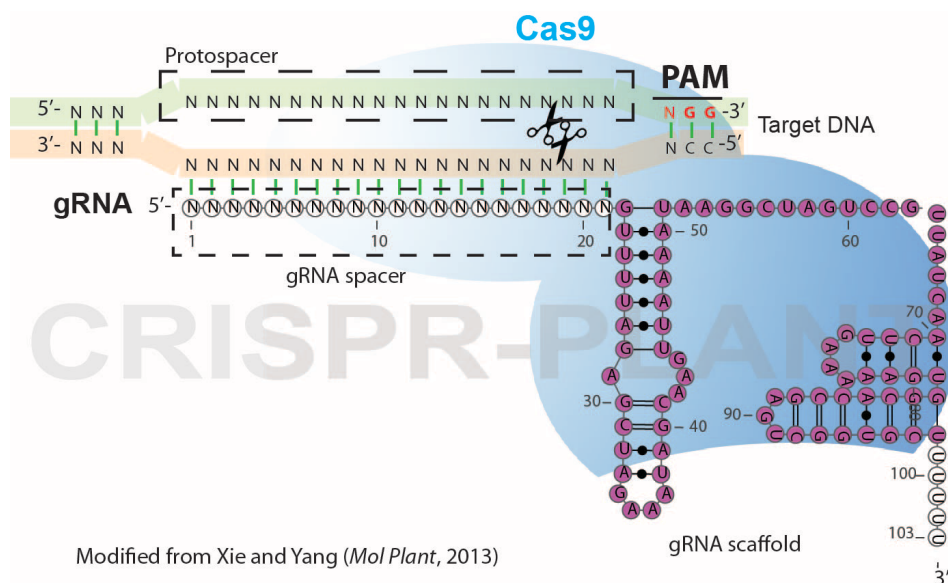 Cas9
Protospacer
PAM
5'- N N N
N N N N N N N N N N N N N N N N N N N N N
N G G -3'
Target DNA
3'- N N N
N N N N N N N N N N N N N N N N N N N N N
N C C -5'
gRNA 5'- N N N N N N N N N N N N N N N N N N N N N G U A A G G C U A G U C C G
1 10 20 50 60
gRNA spacer
CRISPR-PLANT
70
30
40
90
80
100
103
gRNA scaffold
Modified from Xie and Yang (Mol Plant, 2013)
3'